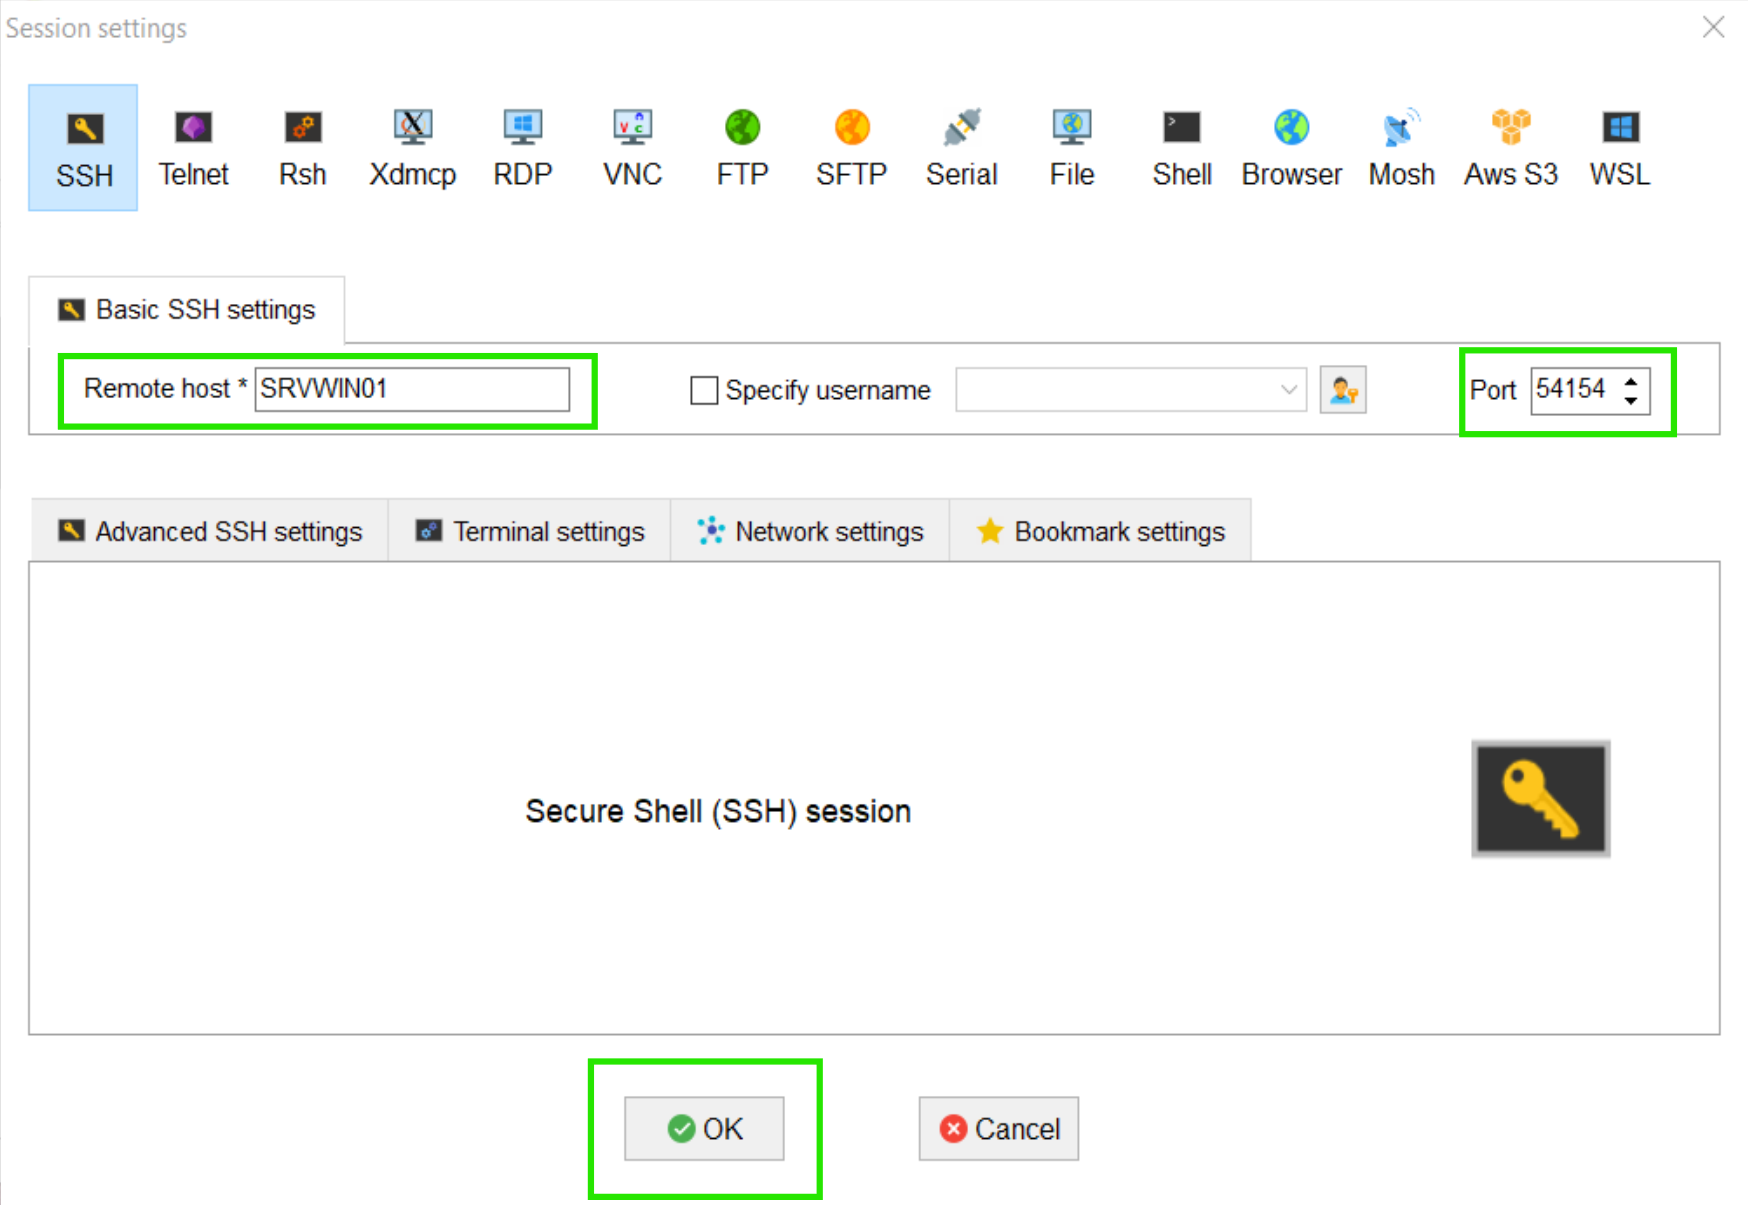 Session settings
SSH Telnet Rsh Xdmcp RDP VNC FTP SFTP Serial File Shell Browser Mosh Aws S3 WSL
Basic SSH settings
Remote host * SRVWIN01 Specify username Port 54154
Advanced SSH settings Terminal settings Network settings Bookmark settings
Secure Shell (SSH) session
OK Cancel